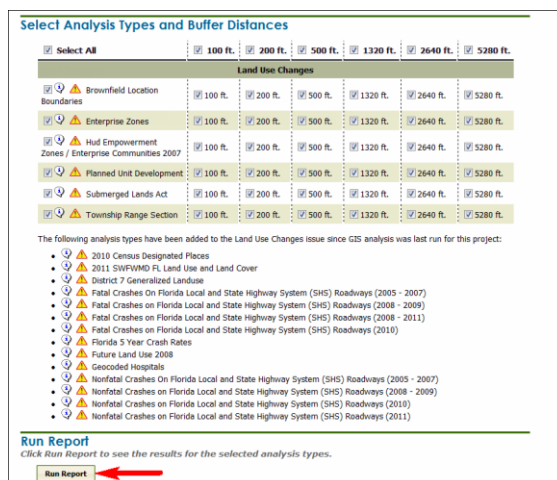 Select Analysis Types and Buffer Distances
Select All 100 ft. 200 ft. 500 ft. 1320 ft. 2640 ft. 5280 ft.
Land Use Changes
Brownfield Location
Boundaries 100 ft. 200 ft. 500 ft. 1320 ft. 2640 ft. 5280 ft.
Enterprise Zones 100 ft. 200 ft. 500 ft. 1320 ft. 2640 ft. 5280 ft.
Hud Empowerment
Zones / Enterprise Communities 2007 100 ft. 200 ft. 500 ft. 1320 ft. 2640 ft. 5280 ft.
Planned Unit Development 100 ft. 200 ft. 500 ft. 1320 ft. 2640 ft. 5280 ft.
Submerged Lands Act 100 ft. 200 ft. 500 ft. 1320 ft. 2640 ft. 5280 ft.
Township Range Section 100 ft. 200 ft. 500 ft. 1320 ft. 2640 ft. 5280 ft.
The following analysis types have been added to the Land Use Changes issue since GIS analysis was last run for this project:
2010 Census Designated Places
2011 SWFWMD FL Land Use and Land Cover
District 7 Generalized Landuse
Fatal Crashes On Florida Local and State Highway System (SHS) Roadways (2005 - 2007)
Fatal Crashes on Florida Local and State Highway System (SHS) Roadways (2008 - 2009)
Fatal Crashes on Florida Local and State Highway System (SHS) Roadways (2008 - 2011)
Fatal Crashes on Florida Local and State Highway System (SHS) Roadways (2010)
Florida 5 Year Crash Rates
Future Land Use 2008
Geocoded Hospitals
Nonfatal Crashes On Florida Local and State Highway System (SHS) Roadways (2005 - 2007)
Nonfatal Crashes on Florida Local and State Highway System (SHS) Roadways (2008 - 2009)
Nonfatal Crashes on Florida Local and State Highway System (SHS) Roadways (2010)
Nonfatal Crashes on Florida Local and State Highway System (SHS) Roadways (2011)
Run Report
Click Run Report to see the results for the selected analysis types.
Run Report